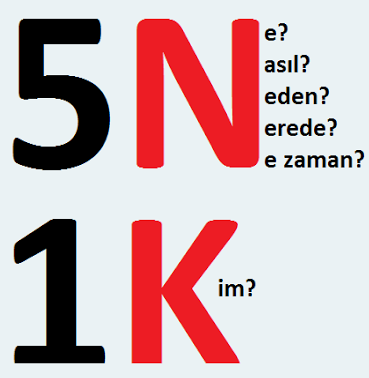 5N
e?
asıl?
eden?
erede?
e zaman?
1K
im?